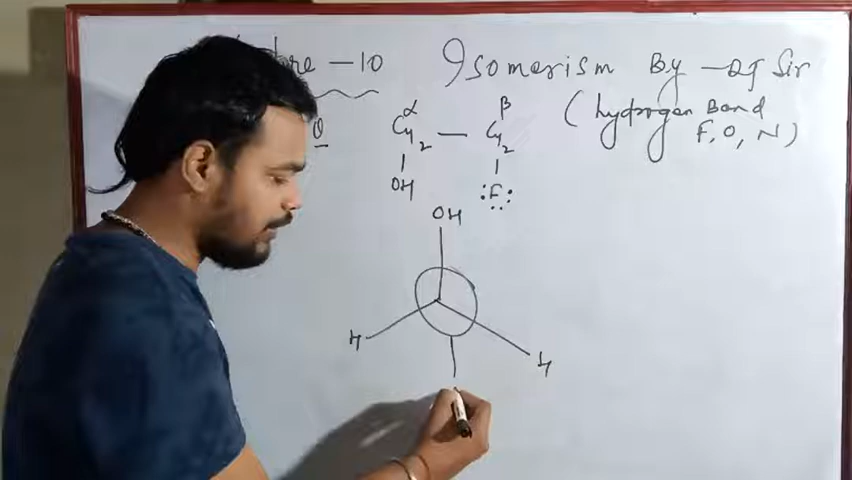 —10 Isomerism By — DJ Sir
(hydrogen Bond
F, O, N)
α β
CH2 — CH2
OH :F:
OH
H
H